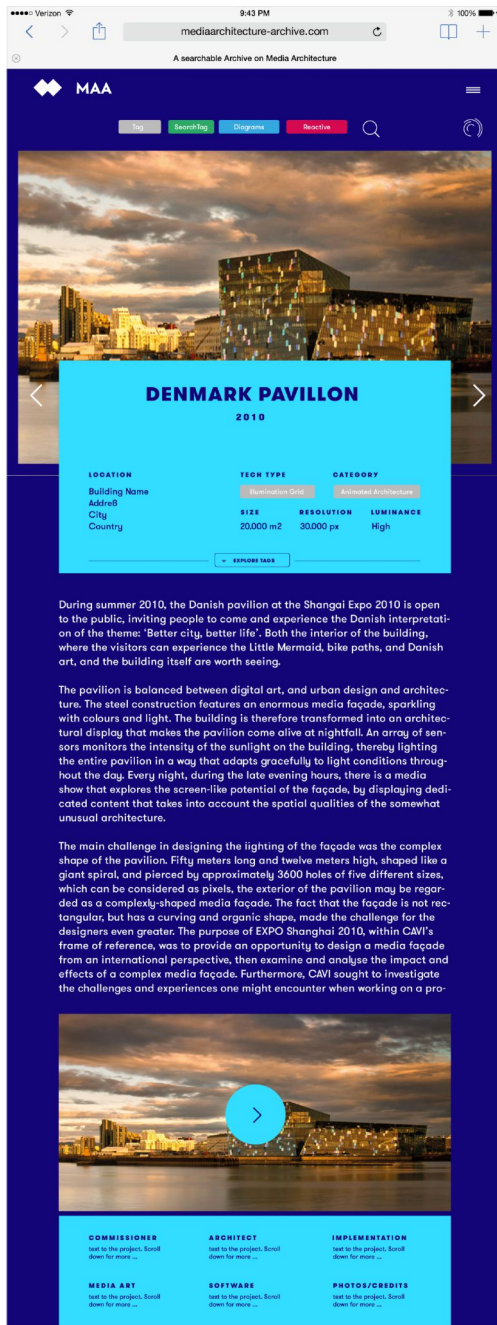 Verizon
9:43 PM
100%
mediaarchitecture-archive.com
A searchable Archive on Media Architecture
MAA
Tag SearchTag Diagrams Reactive
DENMARK PAVILLON
2010
LOCATION
Building Name
Addreß
City
Country
TECH TYPE CATEGORY
Illumination Grid Animated Architecture
SIZE RESOLUTION LUMINANCE
20.000 m2 30.000 px High
EXPLORE TAGS
During summer 2010, the Danish pavilion at the Shangai Expo 2010 is open
to the public, inviting people to come and experience the Danish interpretati-
on of the theme: ‘Better city, better life’. Both the interior of the building,
where the visitors can experience the Little Mermaid, bike paths, and Danish
art, and the building itself are worth seeing.
The pavilion is balanced between digital art, and urban design and architec-
ture. The steel construction features an enormous media façade, sparkling
with colours and light. The building is therefore transformed into an architec-
tural display that makes the pavilion come alive at nightfall. An array of sen-
sors monitors the intensity of the sunlight on the building, thereby lighting
the entire pavilion in a way that adapts gracefully to light conditions throug-
hout the day. Every night, during the late evening hours, there is a media
show that explores the screen-like potential of the façade, by displaying dedi-
cated content that takes into account the spatial qualities of the somewhat
unusual architecture.
The main challenge in designing the iighting of the façade was the complex
shape of the pavilion. Fifty meters long and twelve meters high, shaped like a
giant spiral, and pierced by approximately 3600 holes of five different sizes,
which can be considered as pixels, the exterior of the pavilion may be regar-
ded as a complexly-shaped media façade. The fact that the façade is not rec-
tangular, but has a curving and organic shape, made the challenge for the
designers even greater. The purpose of EXPO Shanghai 2010, within CAVI’s
frame of reference, was to provide an opportunity to design a media façade
from an international perspective, then examine and analyse the impact and
effects of a complex media façade. Furthermore, CAVI sought to investigate
the challenges and experiences one might encounter when working on a pro-
COMMISSIONER ARCHITECT IMPLEMENTATION
text to the project. Scroll text to the project. Scroll text to the project. Scroll
down for more ... down for more ... down for more ...
MEDIA ART SOFTWARE PHOTOS/CREDITS
text to the project. Scroll text to the project. Scroll text to the project. Scroll
down for more ... down for more ... down for more ...